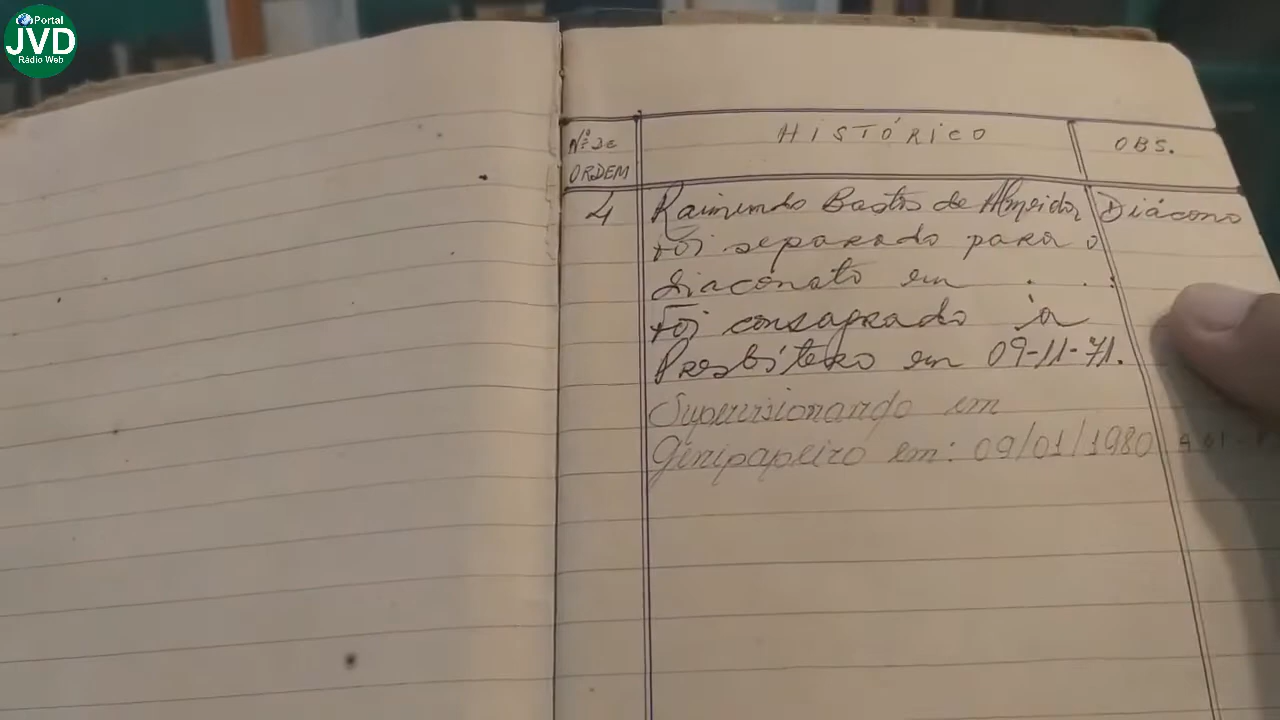 Portal
JVD
Rádio Web
Nº de ORDEM
HISTÓRICO
OBS.
4
Raimundo Bastos de Almeida
Diácono
Foi separado para o
diaconato em . . :
Foi consagrado à
Presbítero em 09-11-71.
Supervisionando em
Ginipapeiro em: 09/01/1980